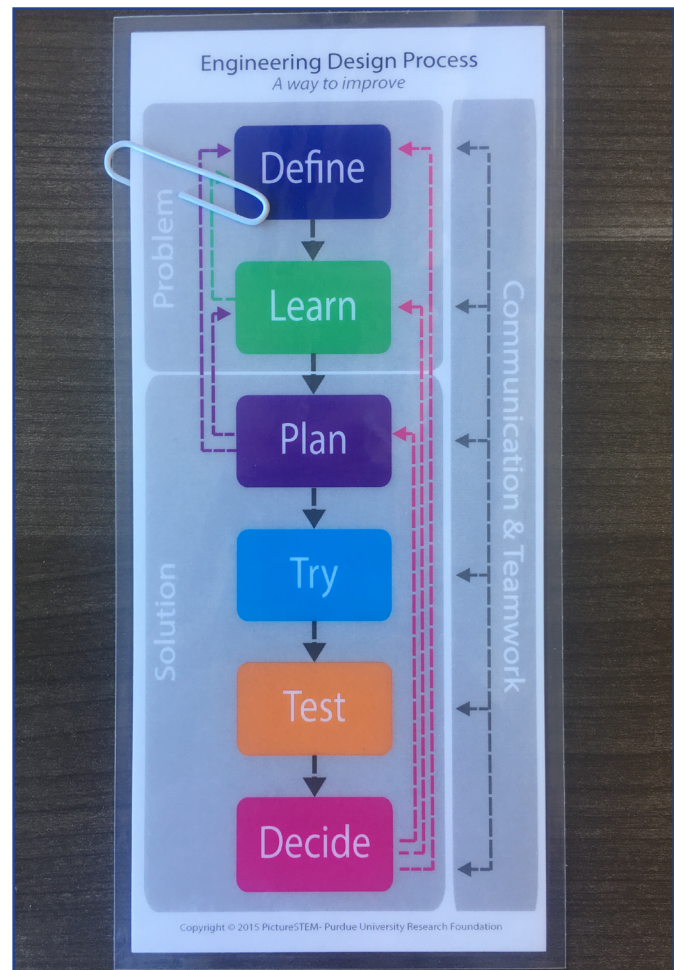 Engineering Design Process
A way to improve
Problem
Define
Learn
Solution
Plan
Try
Test
Decide
Communication & Teamwork
Copyright © 2015 PictureSTEM- Purdue University Research Foundation